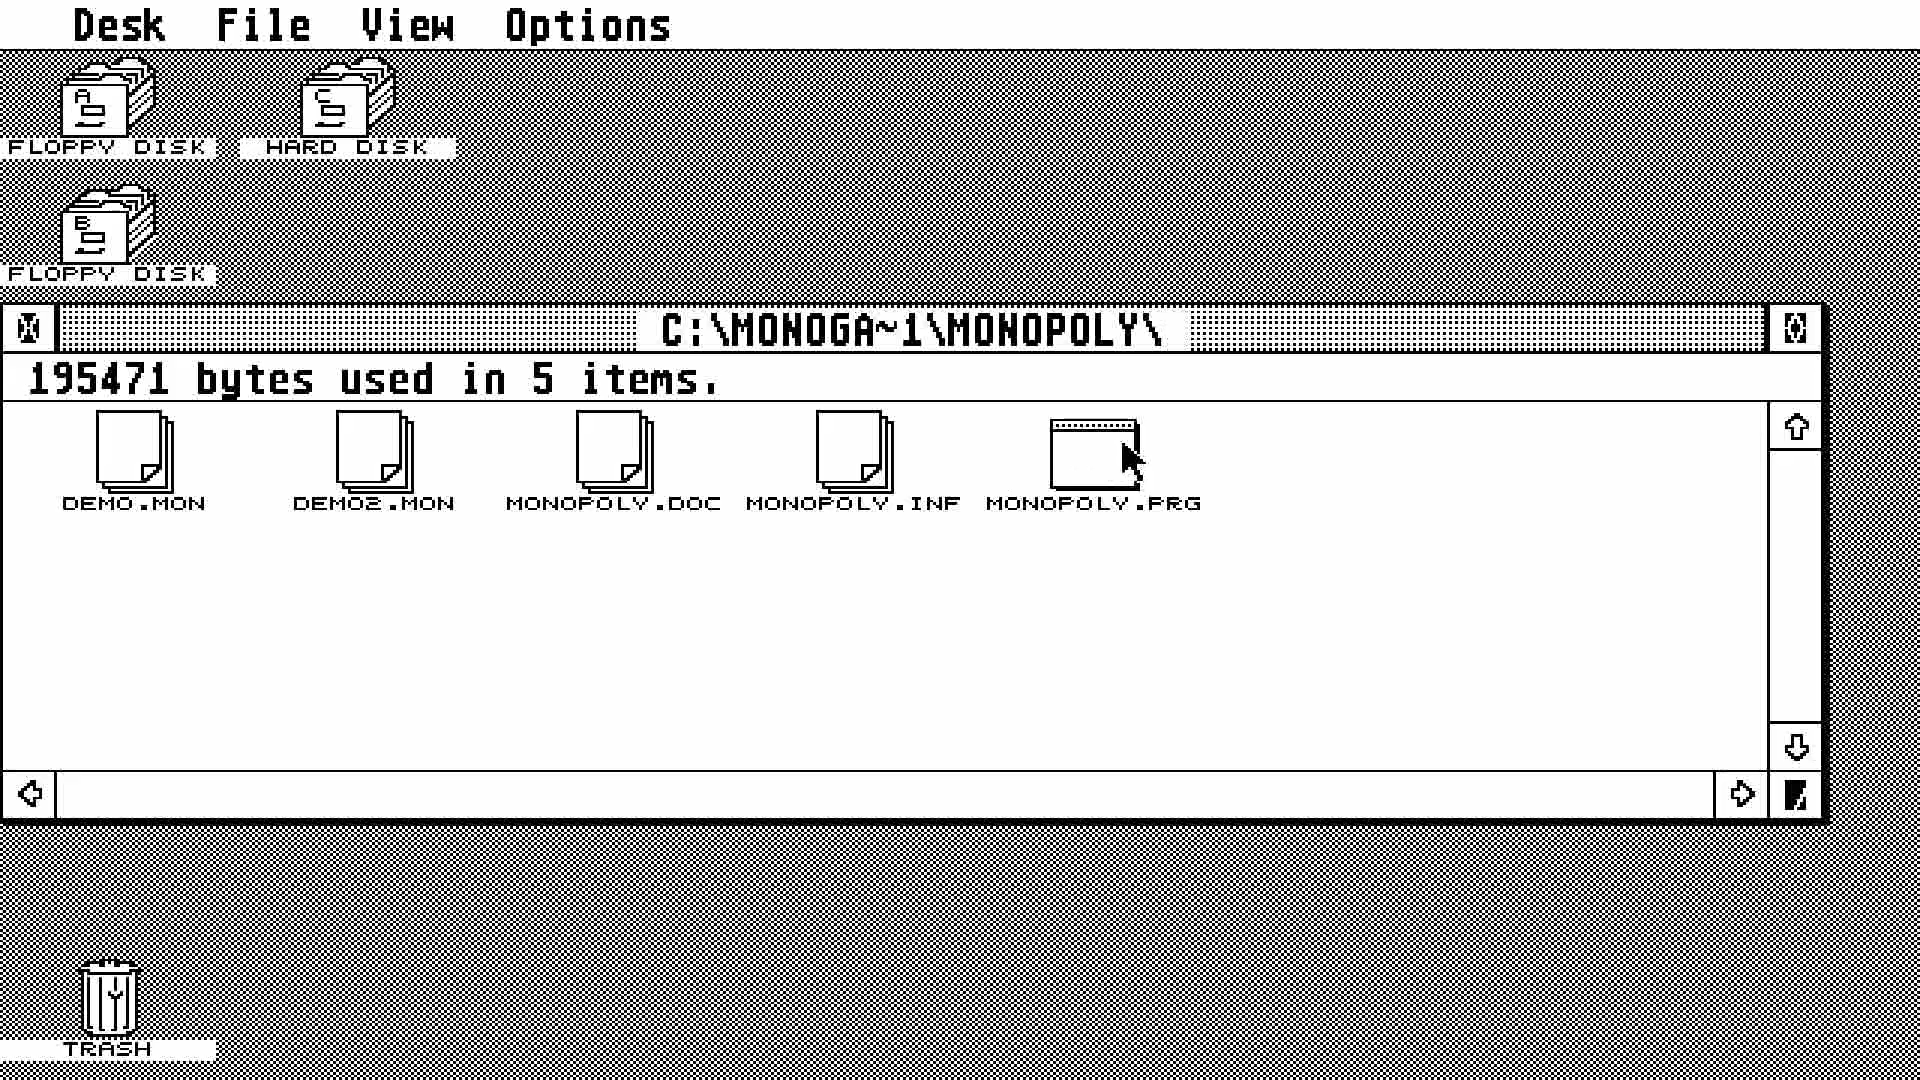 Desk File View Options
A
C
FLOPPY DISK
HARD DISK
B
FLOPPY DISK
C:\MONOGA~1\MONOPOLY\
195471 bytes used in 5 items.
DEMO.MON
DEMO2.MON
MONOPOLY.DOC
MONOPOLY.INF
MONOPOLY.PRG
TRASH